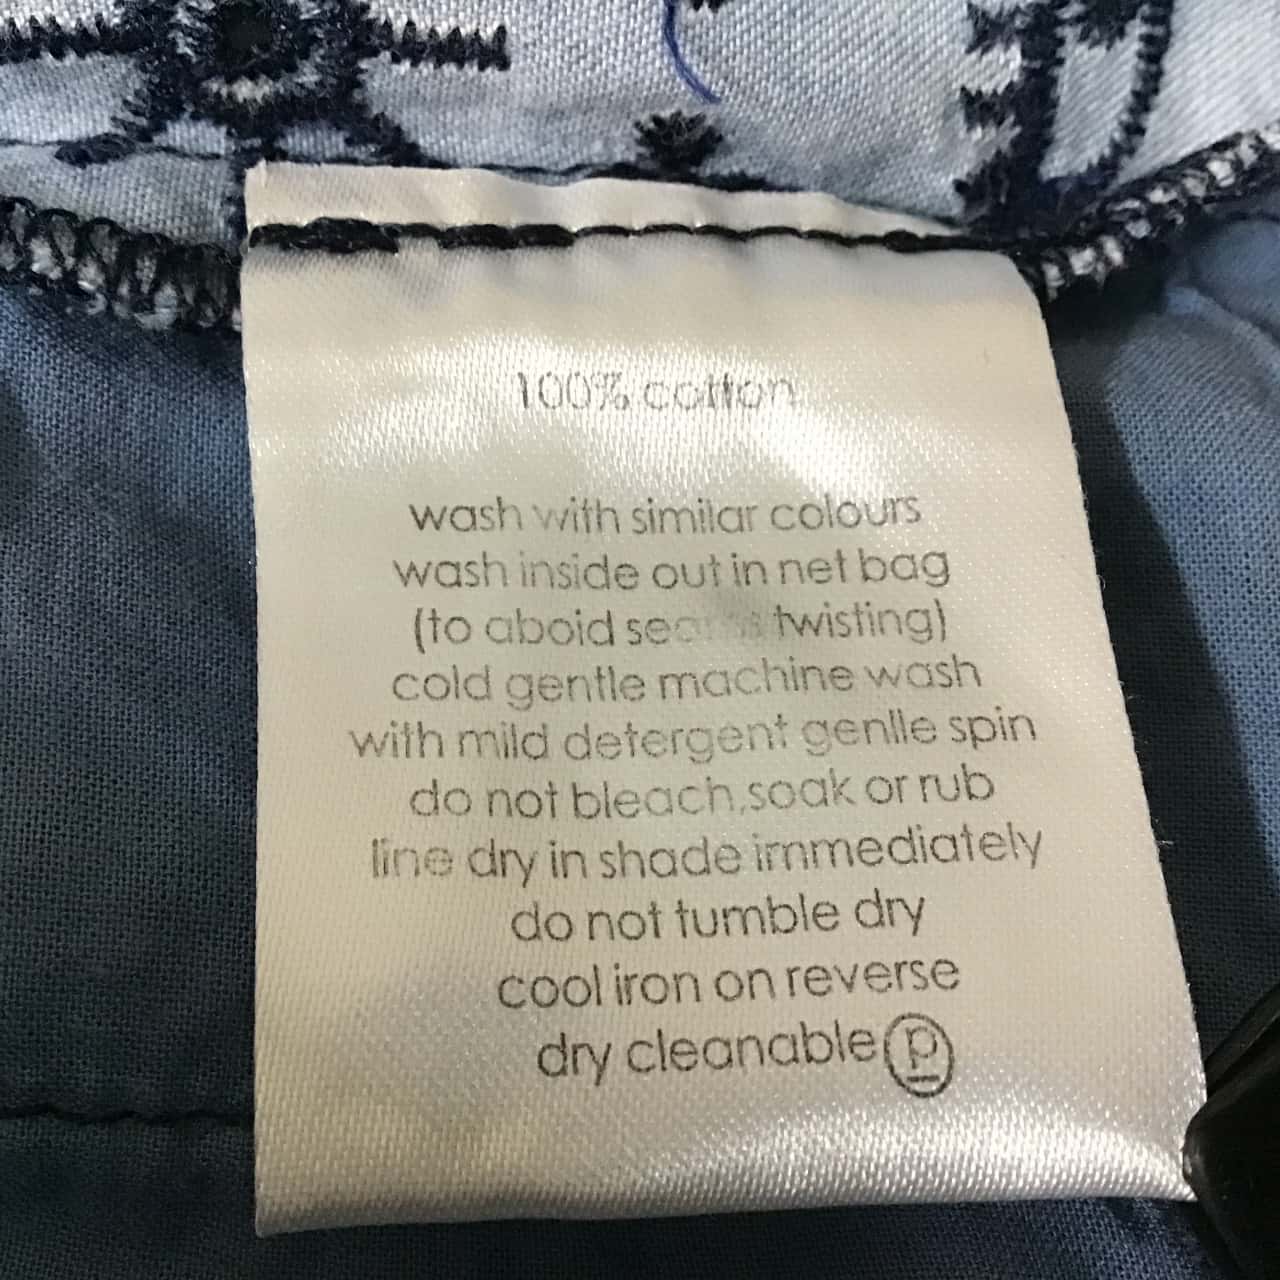 100% cotton
wash with similar colours
wash inside out in net bag
(to aboid seams twisting)
cold gentle machine wash
with mild detergent genlle spin
do not bleach,soak or rub
line dry in shade immediately
do not tumble dry
cool iron on reverse
dry cleanable p